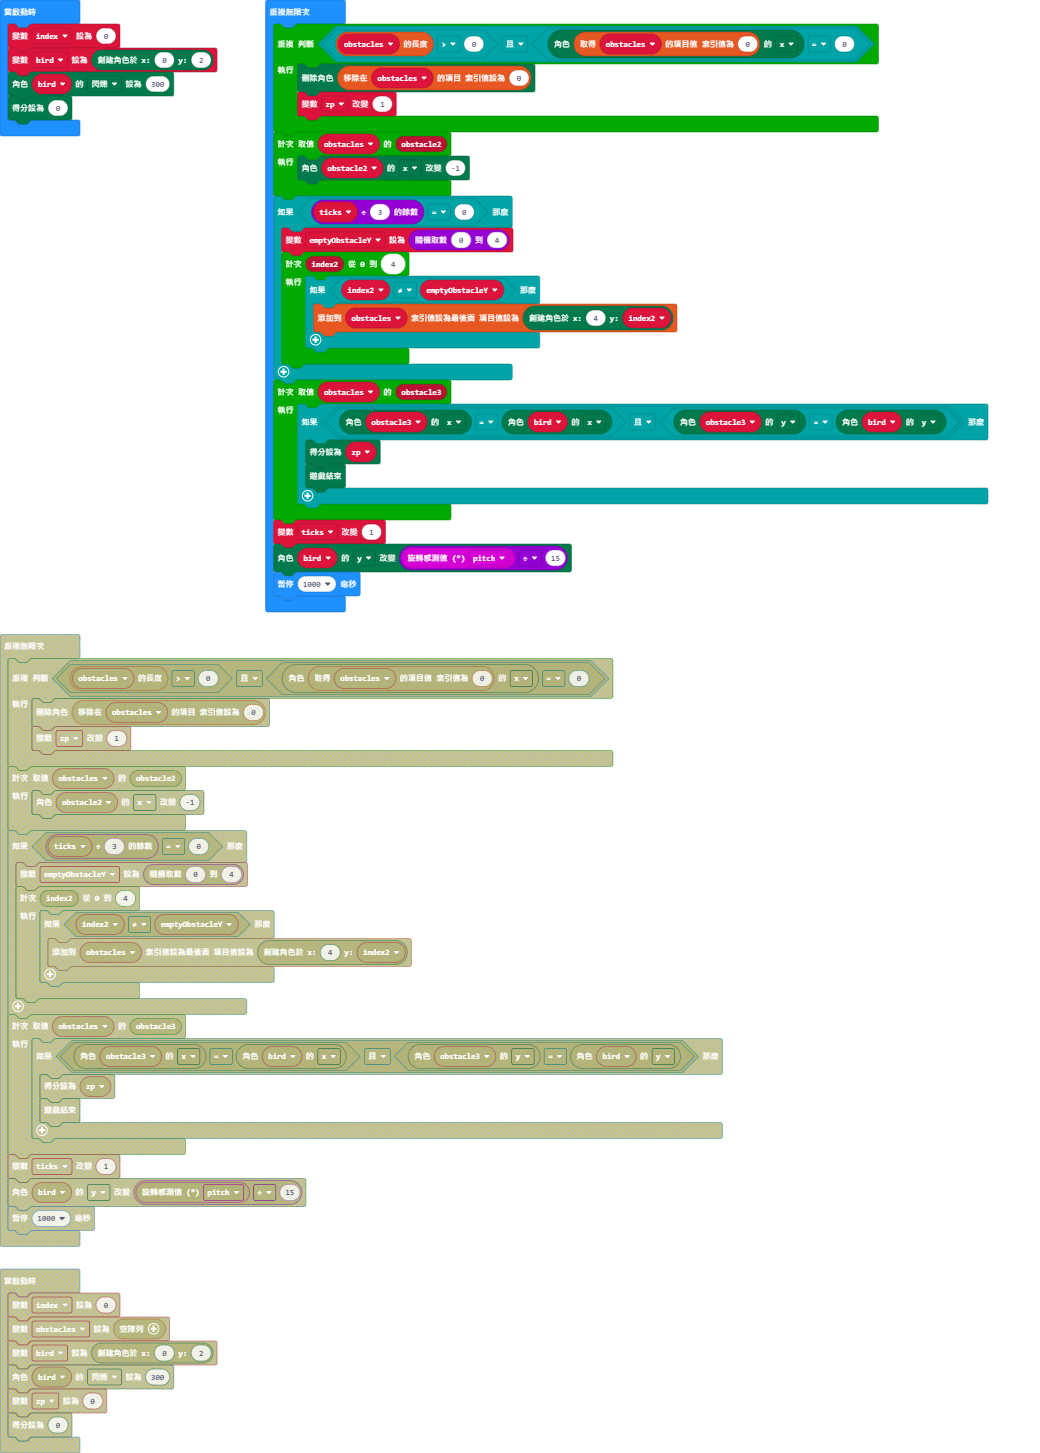 當啟動時
變數 index 設為 0
變數 bird 設為 創建角色於 x: 0 y: 2
角色 bird 的 閃爍 設為 300
得分設為 0
重複無限次
重複 判斷 obstacles 的長度 > 0 且 角色 取得 obstacles 的項目值 索引值為 0 的 x = 0
執行
刪除角色 移除在 obstacles 的項目 索引值設為 0
變數 zp 改變 1
計次 取值 obstacles 的 obstacle2
執行 角色 obstacle2 的 x 改變 -1
如果 ticks ÷ 3 的餘數 = 0 那麼
變數 emptyObstacleY 設為 隨機取數 0 到 4
計次 index2 從 0 到 4
執行 如果 index2 ≠ emptyObstacleY 那麼
添加到 obstacles 索引值設為最後面 項目值設為 創建角色於 x: 4 y: index2
計次 取值 obstacles 的 obstacle3
執行
如果 角色 obstacle3 的 x = 角色 bird 的 x 且 角色 obstacle3 的 y = 角色 bird 的 y 那麼
得分設為 zp
遊戲結束
變數 ticks 改變 1
角色 bird 的 y 改變 旋轉感測值 (°) pitch ÷ 15
暫停 1000 毫秒
重複無限次
重複 判斷 obstacles 的長度 > 0 且 角色 取得 obstacles 的項目值 索引值為 0 的 x = 0
執行
刪除角色 移除在 obstacles 的項目 索引值設為 0
變數 zp 改變 1
計次 取值 obstacles 的 obstacle2
執行 角色 obstacle2 的 x 改變 -1
如果 ticks ÷ 3 的餘數 = 0 那麼
變數 emptyObstacleY 設為 隨機取數 0 到 4
計次 index2 從 0 到 4
執行 如果 index2 ≠ emptyObstacleY 那麼
添加到 obstacles 索引值設為最後面 項目值設為 創建角色於 x: 4 y: index2
計次 取值 obstacles 的 obstacle3
執行
如果 角色 obstacle3 的 x = 角色 bird 的 x 且 角色 obstacle3 的 y = 角色 bird 的 y 那麼
得分設為 zp
遊戲結束
變數 ticks 改變 1
角色 bird 的 y 改變 旋轉感測值 (°) pitch ÷ 15
暫停 1000 毫秒
當啟動時
變數 index 設為 0
變數 obstacles 設為 空陣列
變數 bird 設為 創建角色於 x: 0 y: 2
角色 bird 的 閃爍 設為 300
變數 zp 設為 0
得分設為 0